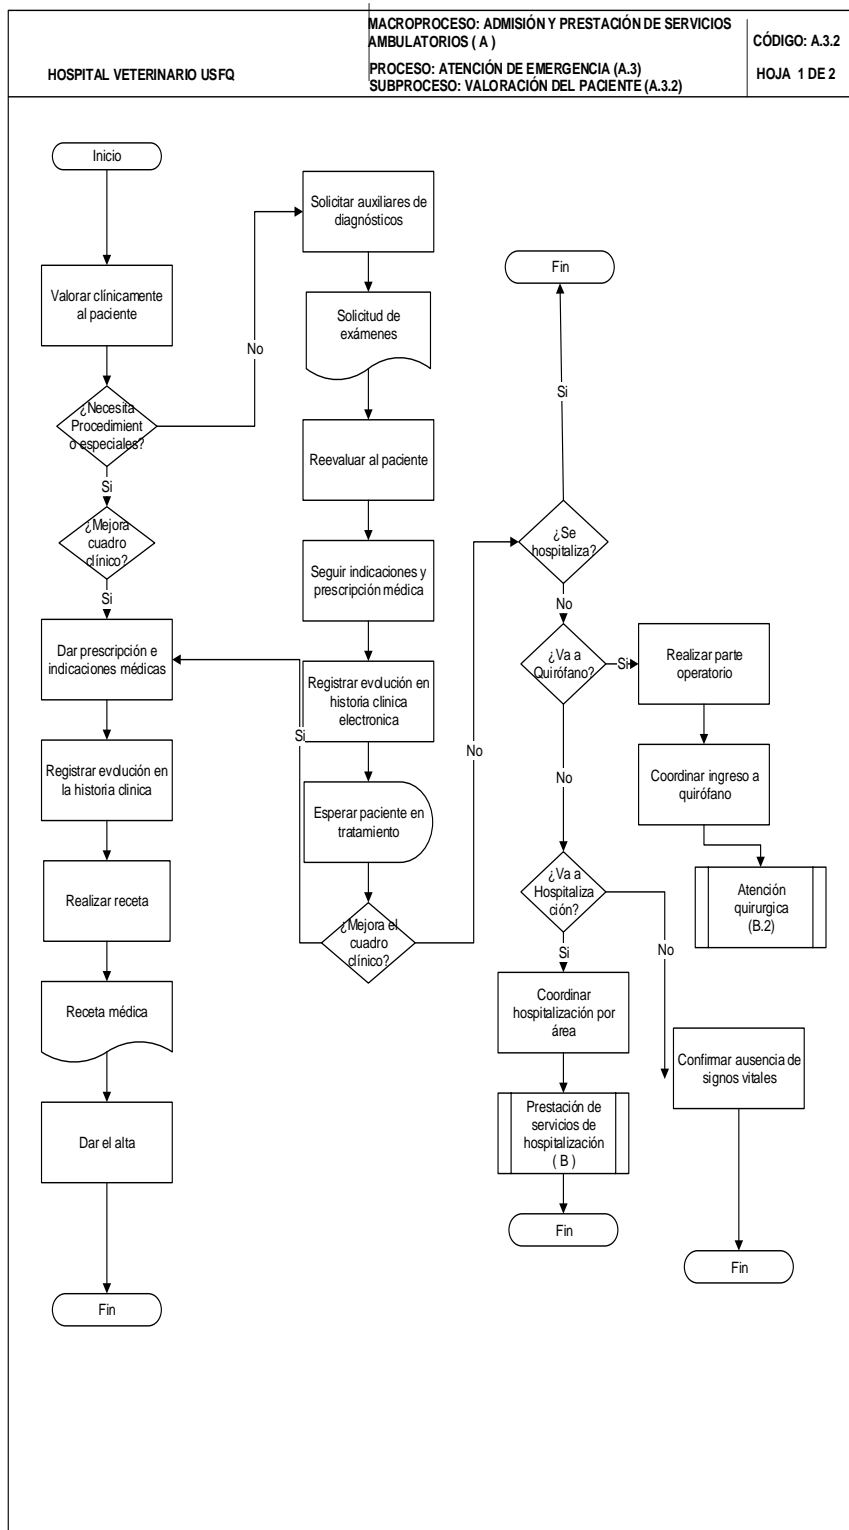 HOSPITAL VETERINARIO USFQ
MACROPROCESO: ADMISIÓN Y PRESTACIÓN DE SERVICIOS
AMBULATORIOS ( A )
PROCESO: ATENCIÓN DE EMERGENCIA (A.3)
SUBPROCESO: VALORACIÓN DEL PACIENTE (A.3.2)
CÓDIGO: A.3.2
HOJA 1 DE 2
Inicio
Valorar clínicamente
al paciente
¿Necesita
Procedimient
o especiales?
No
Si
¿Mejora
cuadro
clínico?
Si
Dar prescripción e
indicaciones médicas
Registrar evolución en
la historia clinica
Realizar receta
Receta médica
Dar el alta
Fin
Solicitar auxiliares de
diagnósticos
Solicitud de
exámenes
Reevaluar al paciente
Seguir indicaciones y
prescripción médica
Registrar evolución en
historia clinica
electronica
Esperar paciente en
tratamiento
¿Mejora el
cuadro
clínico?
Si
No
Fin
Si
¿Se
hospitaliza?
No
¿Va a
Quirófano?
Si
No
¿Va a
Hospitaliza
ción?
Si
No
Coordinar
hospitalización por
área
Prestación de
servicios de
hospitalización
( B )
Fin
Realizar parte
operatorio
Coordinar ingreso a
quirófano
Atención
quirurgica
(B.2)
Confirmar ausencia de
signos vitales
Fin